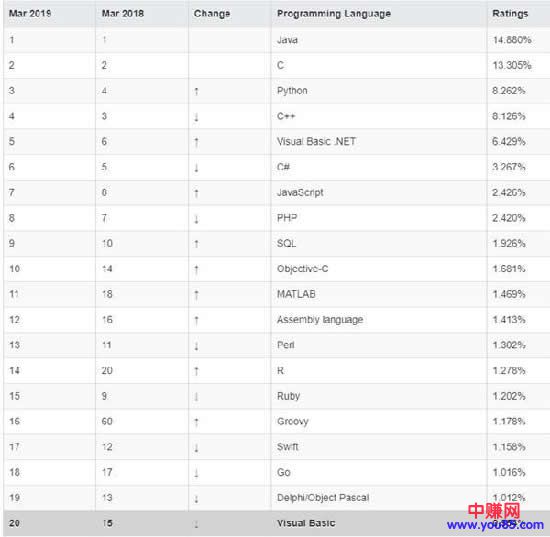 Mar 2019 Mar 2018 Change Programming Language Ratings
1 1 Java 14.880%
2 2 C 13.305%
3 4 ↑ Python 8.262%
4 3 ↓ C++ 8.126%
5 6 ↑ Visual Basic .NET 6.429%
6 5 ↓ C# 3.267%
7 8 ↑ JavaScript 2.426%
8 7 ↓ PHP 2.420%
9 10 ↑ SQL 1.926%
10 14 ↑ Objective-C 1.681%
11 18 ↑ MATLAB 1.469%
12 16 ↑ Assembly language 1.413%
13 11 ↓ Perl 1.302%
14 20 ↑ R 1.278%
15 9 ↓ Ruby 1.202%
16 60 ↑ Groovy 1.178%
17 12 ↓ Swift 1.158%
18 17 ↓ Go 1.016%
19 13 ↓ Delphi/Object Pascal 1.012%
20 15 ↓ Visual Basic
中赚网
www.you85.com